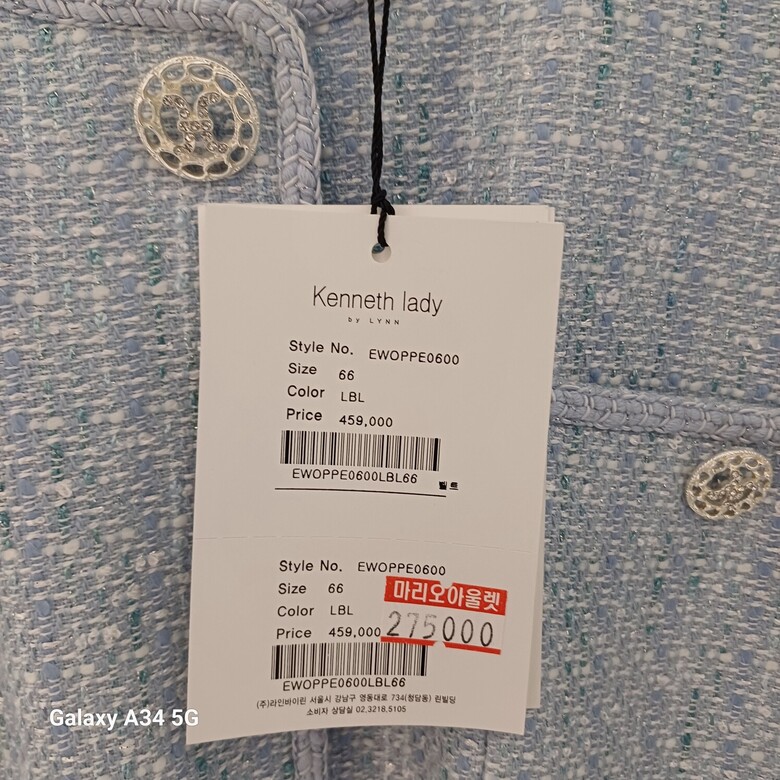 Kenneth lady
by LYNN
Style No. EWOPPE0600
Size 66
Color LBL
Price 459,000
EWOPPE0600LBL66 벨트
Style No. EWOPPE0600
Size 66
Color LBL
Price 459,000
마리오아울렛
275000
EWOPPE0600LBL66
(주)라인바이린 서울시 강남구 영동대로 734(청담동) 린빌딩
소비자 상담실 02.3218.5105
Galaxy A34 5G